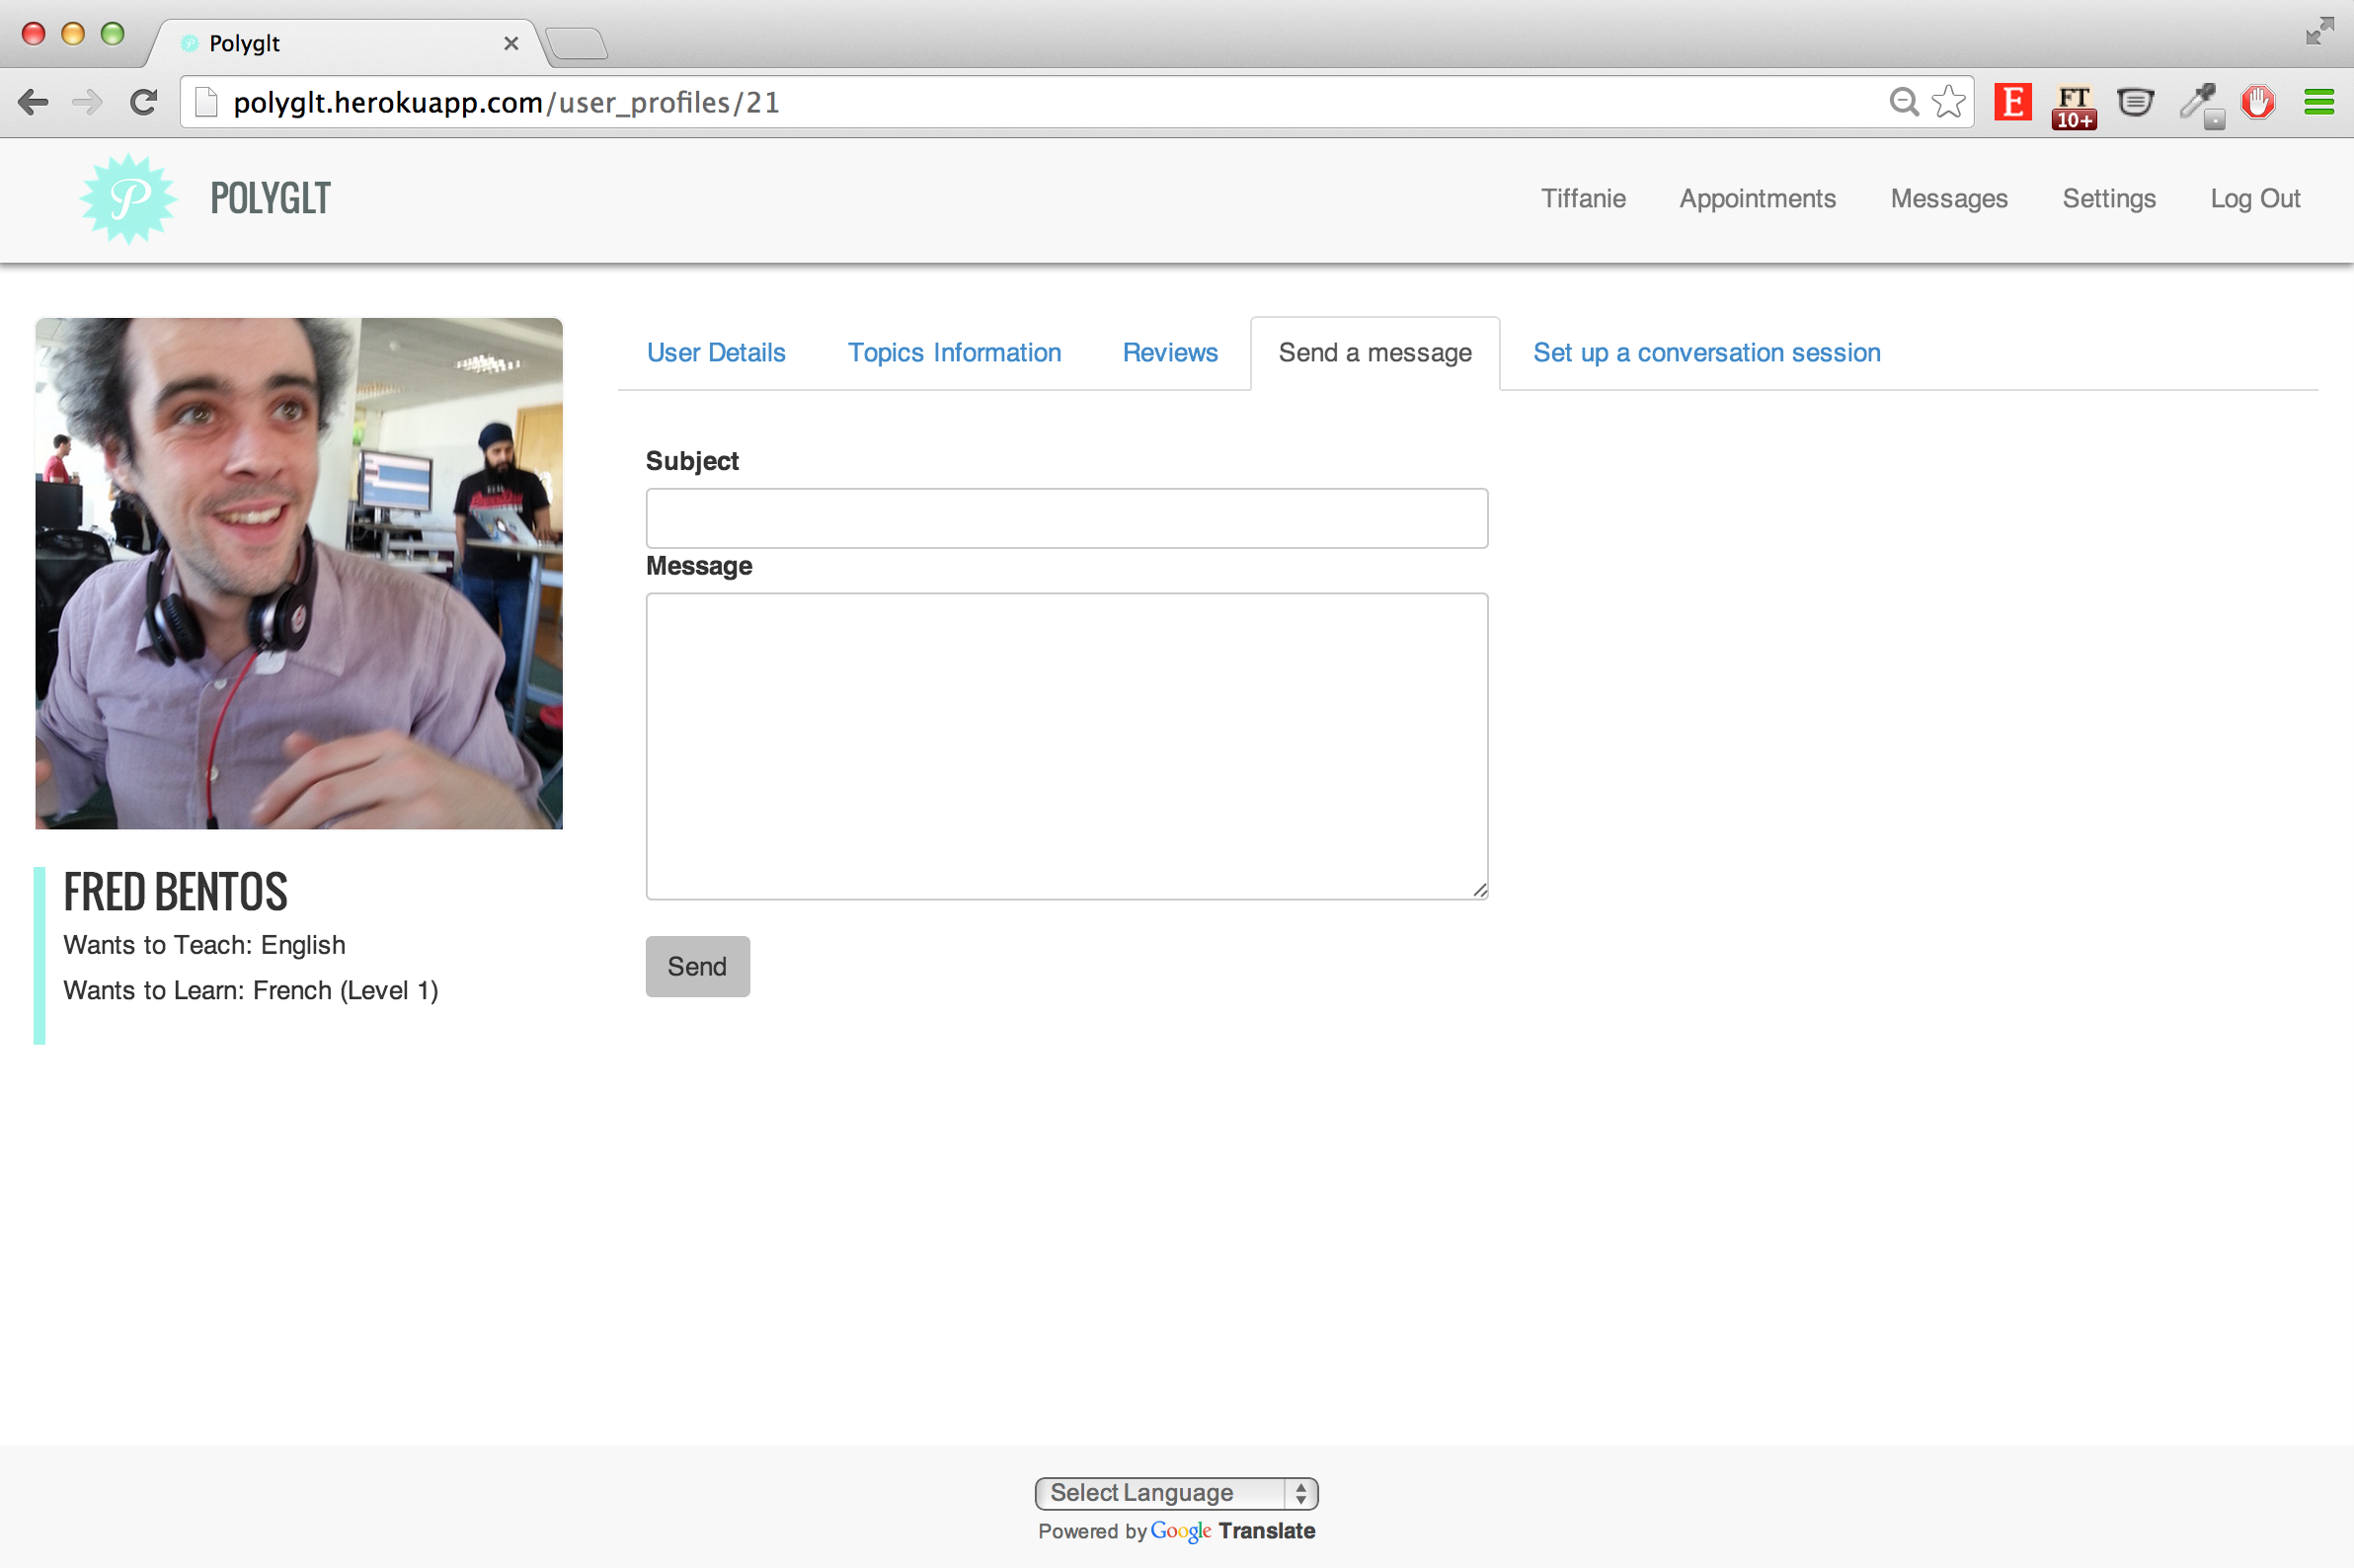 Polyglt
polyglt.herokuapp.com/user_profiles/21
E
FT
10+
P
POLYGLT
Tiffanie Appointments Messages Settings Log Out
User Details Topics Information Reviews Send a message Set up a conversation session
Subject
Message
Send
FRED BENTOS
Wants to Teach: English
Wants to Learn: French (Level 1)
Select Language
Powered by Google Translate